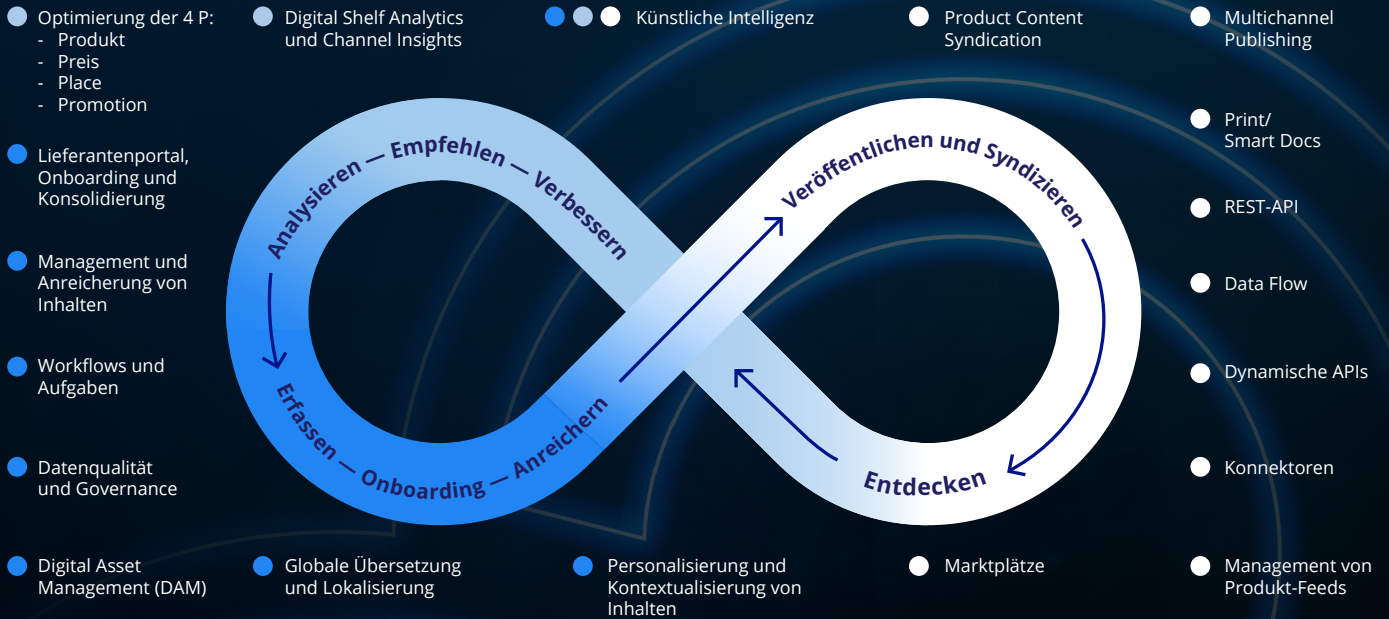 Optimierung der 4 P:
- Produkt
- Preis
- Place
- Promotion
Digital Shelf Analytics
und Channel Insights
Künstliche Intelligenz
Product Content
Syndication
Multichannel
Publishing
Lieferantenportal,
Onboarding und
Konsolidierung
Management und
Anreicherung von
Inhalten
Workflows und
Aufgaben
Datenqualität
und Governance
Analysieren — Empfehlen — Verbessern
Erfassen — Onboarding — Anreichern
Veröffentlichen und Syndizieren
Entdecken
Print/
Smart Docs
REST-API
Data Flow
Dynamische APIs
Konnektoren
Digital Asset
Management (DAM)
Globale Übersetzung
und Lokalisierung
Personalisierung und
Kontextualisierung von
Inhalten
Marktplätze
Management von
Produkt-Feeds